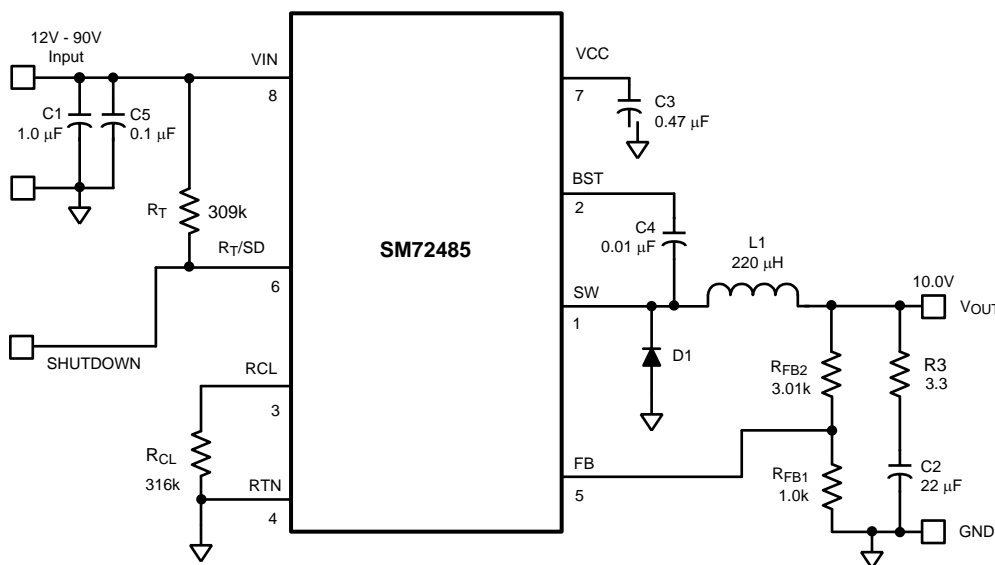 12V - 90V
Input
VIN
8
C1
1.0 µF
C5
0.1 µF
RT
309k
RT/SD
6
SHUTDOWN
RCL
3
RCL
316k
RTN
4
SM72485
VCC
7
C3
0.47 µF
BST
2
C4
0.01 µF
L1
220 µH
SW
1
D1
10.0V
VOUT
RFB2
3.01k
R3
3.3
FB
5
RFB1
1.0k
C2
22 µF
GND